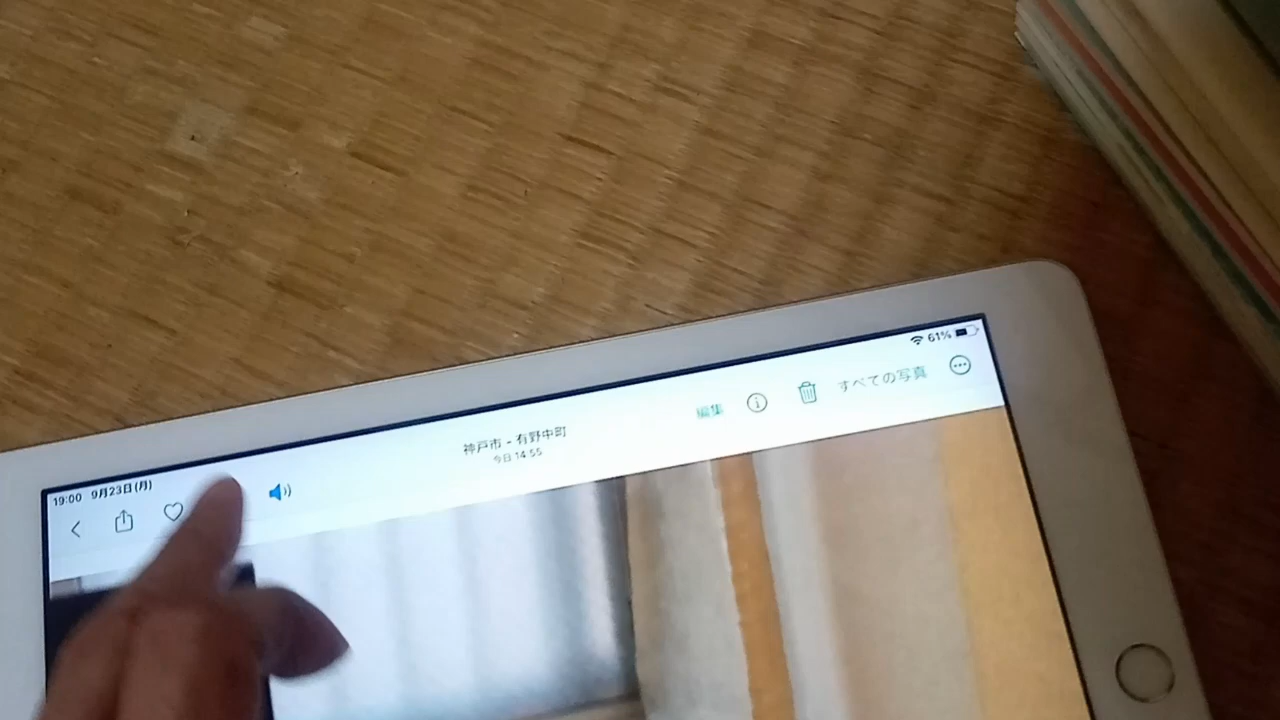 19:00 9月23日(月)
61%
神戸市 - 有野中町
今日 14:55
編集
すべての写真